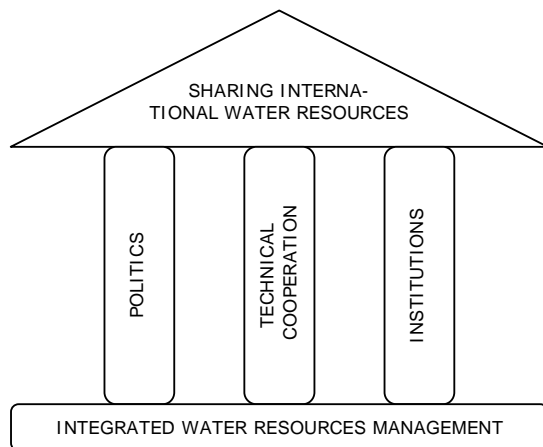 SHARING INTERNA-
TIONAL WATER RESOURCES
POLITICS
TECHNICAL
COOPERATION
INSTITUTIONS
INTEGRATED WATER RESOURCES MANAGEMENT